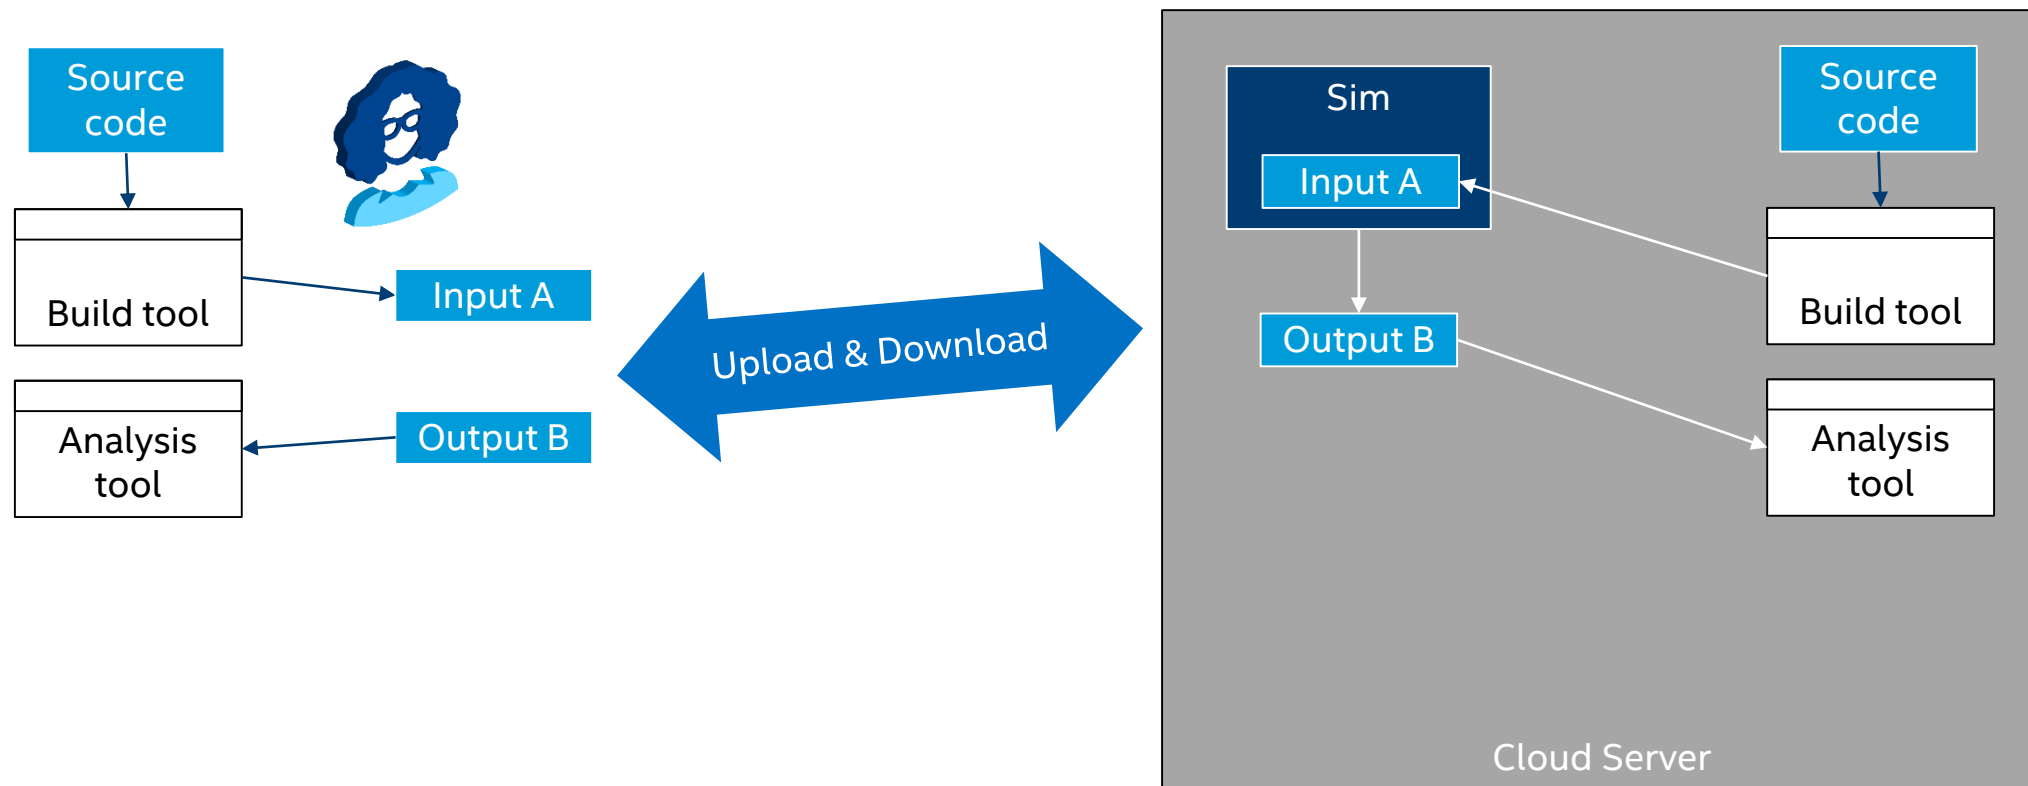 Source
code
Build tool
Input A
Analysis
tool
Output B
Upload & Download
Sim
Input A
Output B
Source
code
Build tool
Analysis
tool
Cloud Server